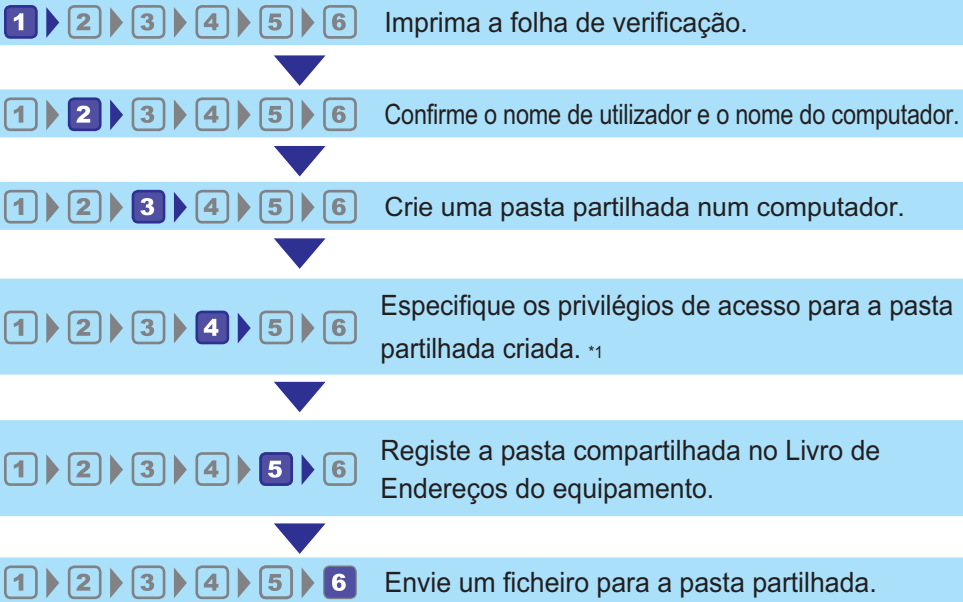 1 2 3 4 5 6 Imprima a folha de verificação.
1 2 3 4 5 6 Confirme o nome de utilizador e o nome do computador.
1 2 3 4 5 6 Crie uma pasta partilhada num computador.
1 2 3 4 5 6 Especifique os privilégios de acesso para a pasta
partilhada criada. *1
1 2 3 4 5 6 Registe a pasta compartilhada no Livro de
Endereços do equipamento.
1 2 3 4 5 6 Envie um ficheiro para a pasta partilhada.